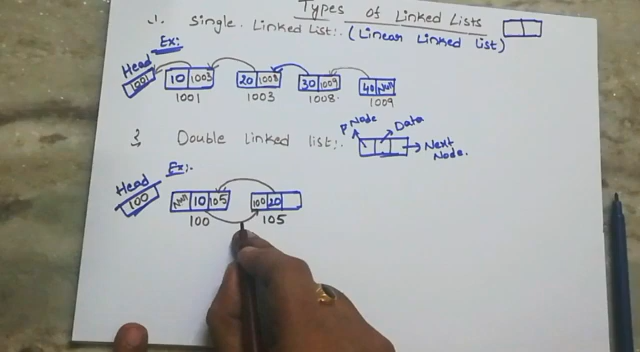 Types of Linked Lists
1. Single Linked List:. (Linear Linked List)
Ex:
Head
1001
10 1003 20 1008 30 1009 40 Null
1001 1003 1008. 1009
2. Double linked list:. PNode Data Next Node.
Ex:.
Head
100
Null 10 105 100 20
100 105